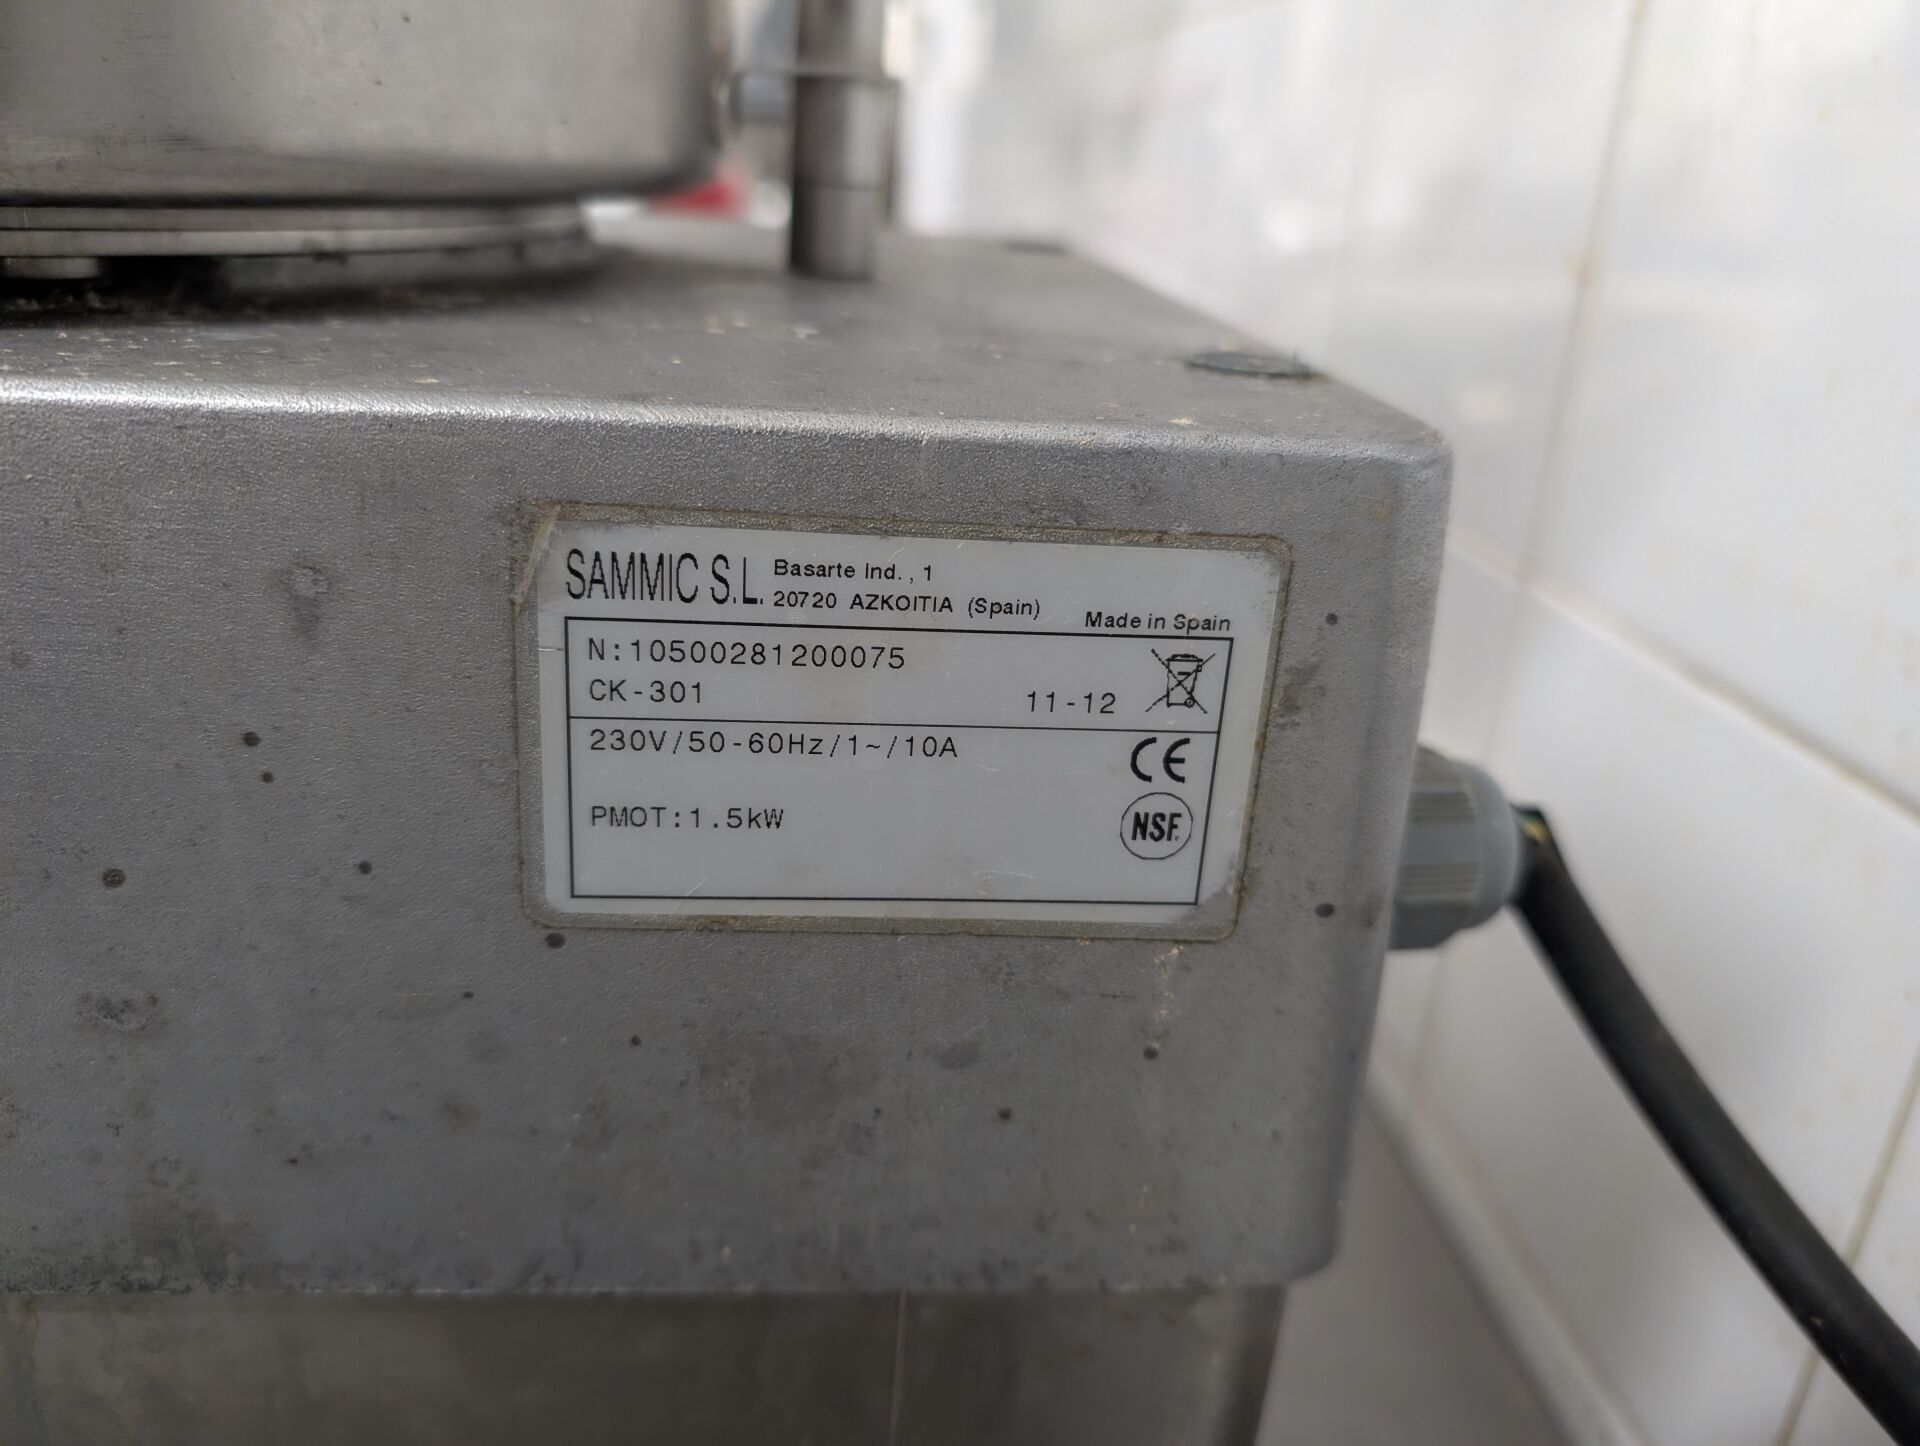 SAMMIC S.L. Basarte Ind., 1
20720 AZKOITIA (Spain)
Made in Spain
N:10500281200075
CK-301 11-12
230V/50-60Hz/1~/10A
CE
PMOT:1.5kW
NSF.